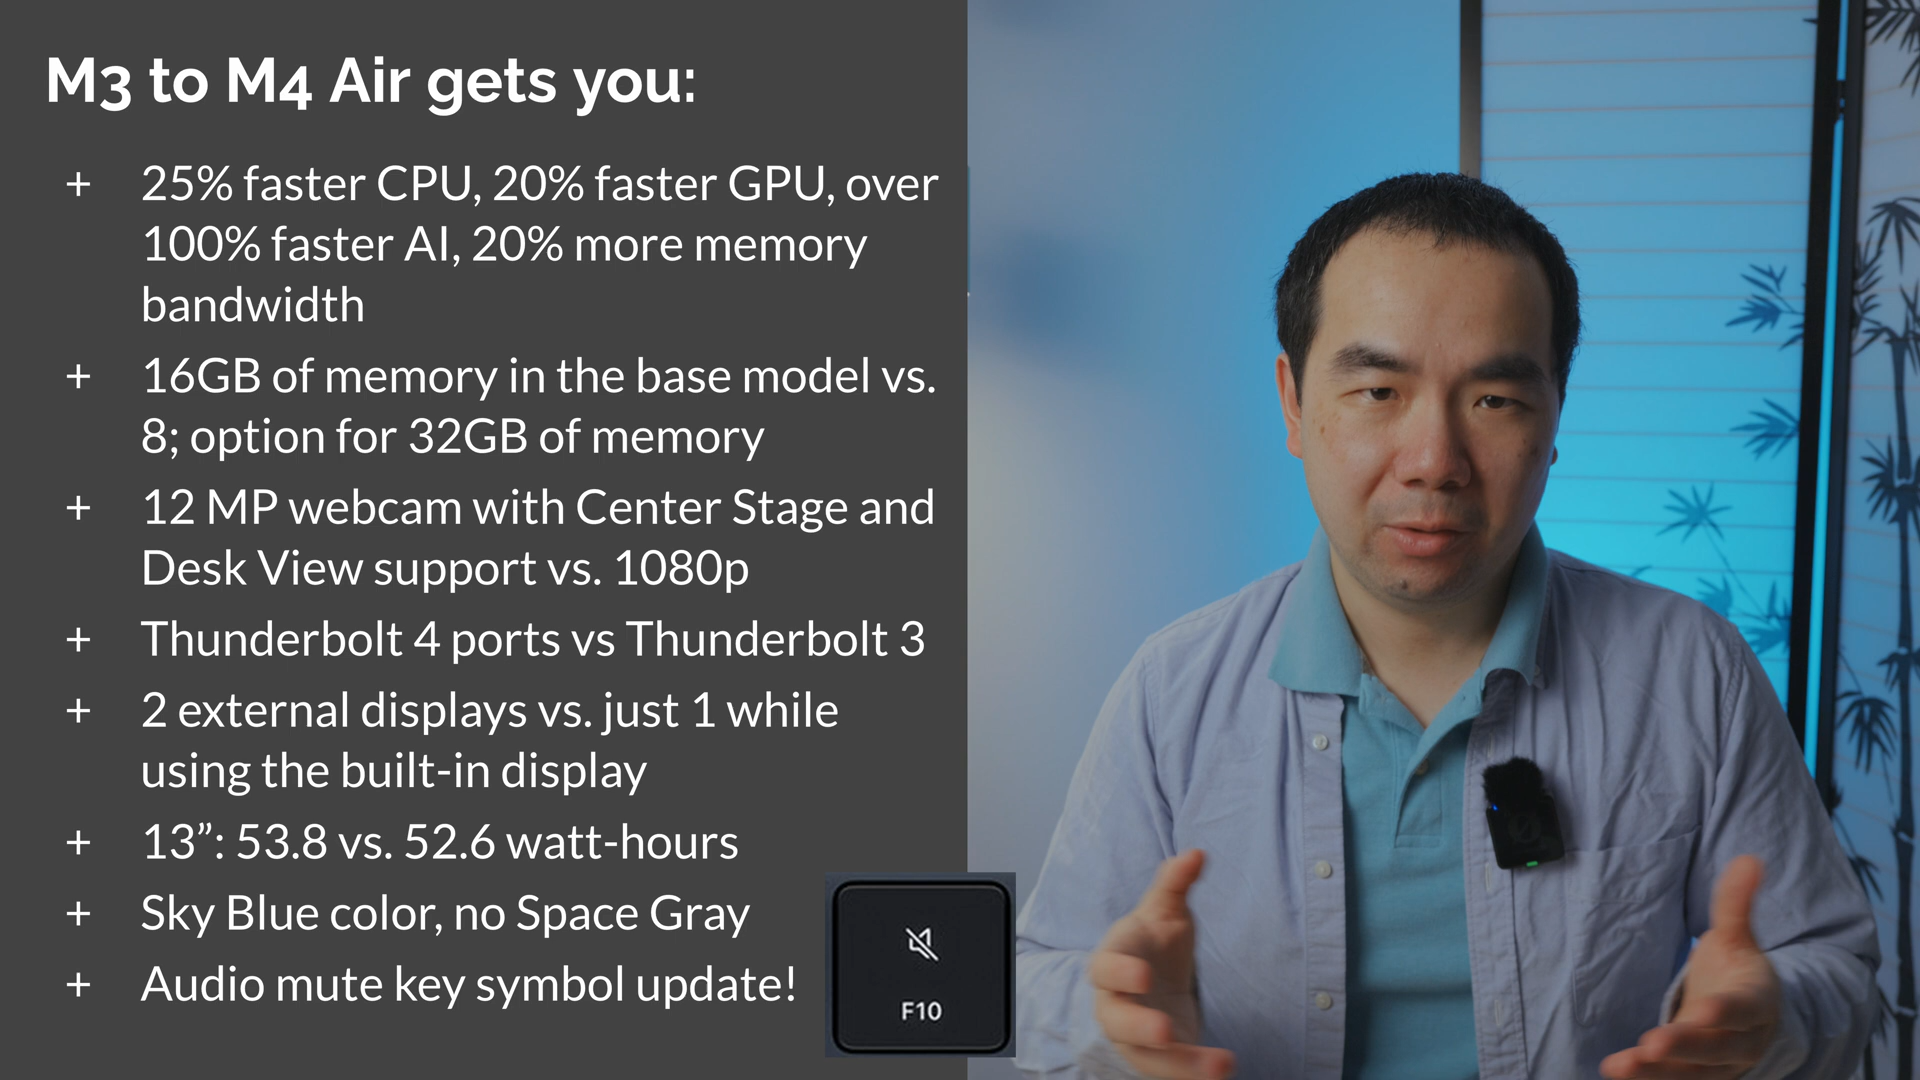 M3 to M4 Air gets you:
+ 25% faster CPU, 20% faster GPU, over
100% faster AI, 20% more memory
bandwidth
+ 16GB of memory in the base model vs.
8; option for 32GB of memory
+ 12 MP webcam with Center Stage and
Desk View support vs. 1080p
+ Thunderbolt 4 ports vs Thunderbolt 3
+ 2 external displays vs. just 1 while
using the built-in display
+ 13”: 53.8 vs. 52.6 watt-hours
+ Sky Blue color, no Space Gray
+ Audio mute key symbol update!
F10